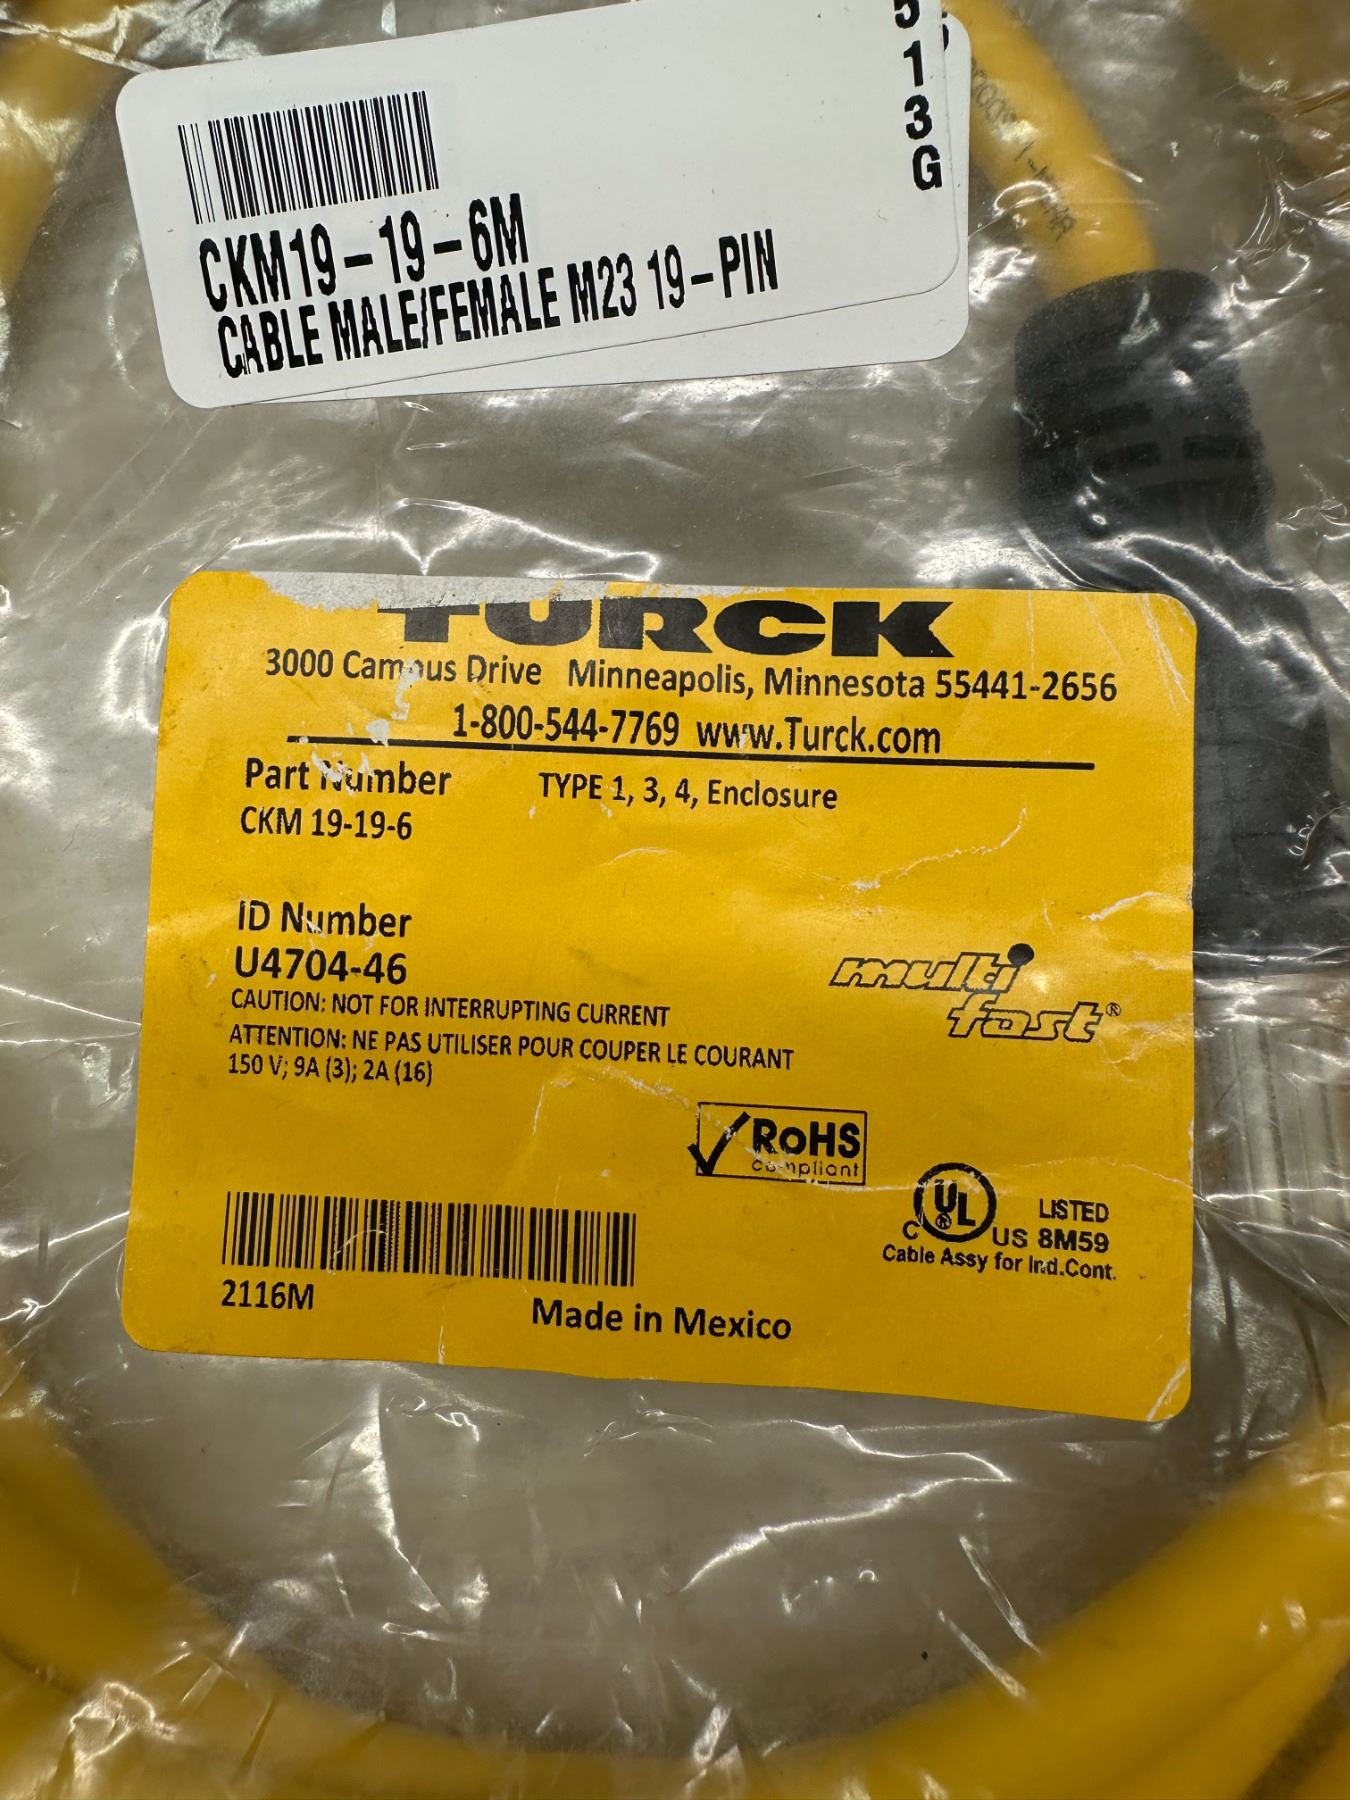 5
1
3
G
CKM19-19-6M
CABLE MALE/FEMALE M23 19-PIN
TURCK
3000 Campus Drive Minneapolis, Minnesota 55441-2656
1-800-544-7769 www.Turck.com
Part Number TYPE 1, 3, 4, Enclosure
CKM 19-19-6
ID Number
U4704-46
CAUTION: NOT FOR INTERRUPTING CURRENT
ATTENTION: NE PAS UTILISER POUR COUPER LE COURANT
150 V; 9A (3); 2A (16)
multi
fast®
RoHS
compliant
C UL® US LISTED
8M59
Cable Assy for Ind.Cont.
2116M
Made in Mexico